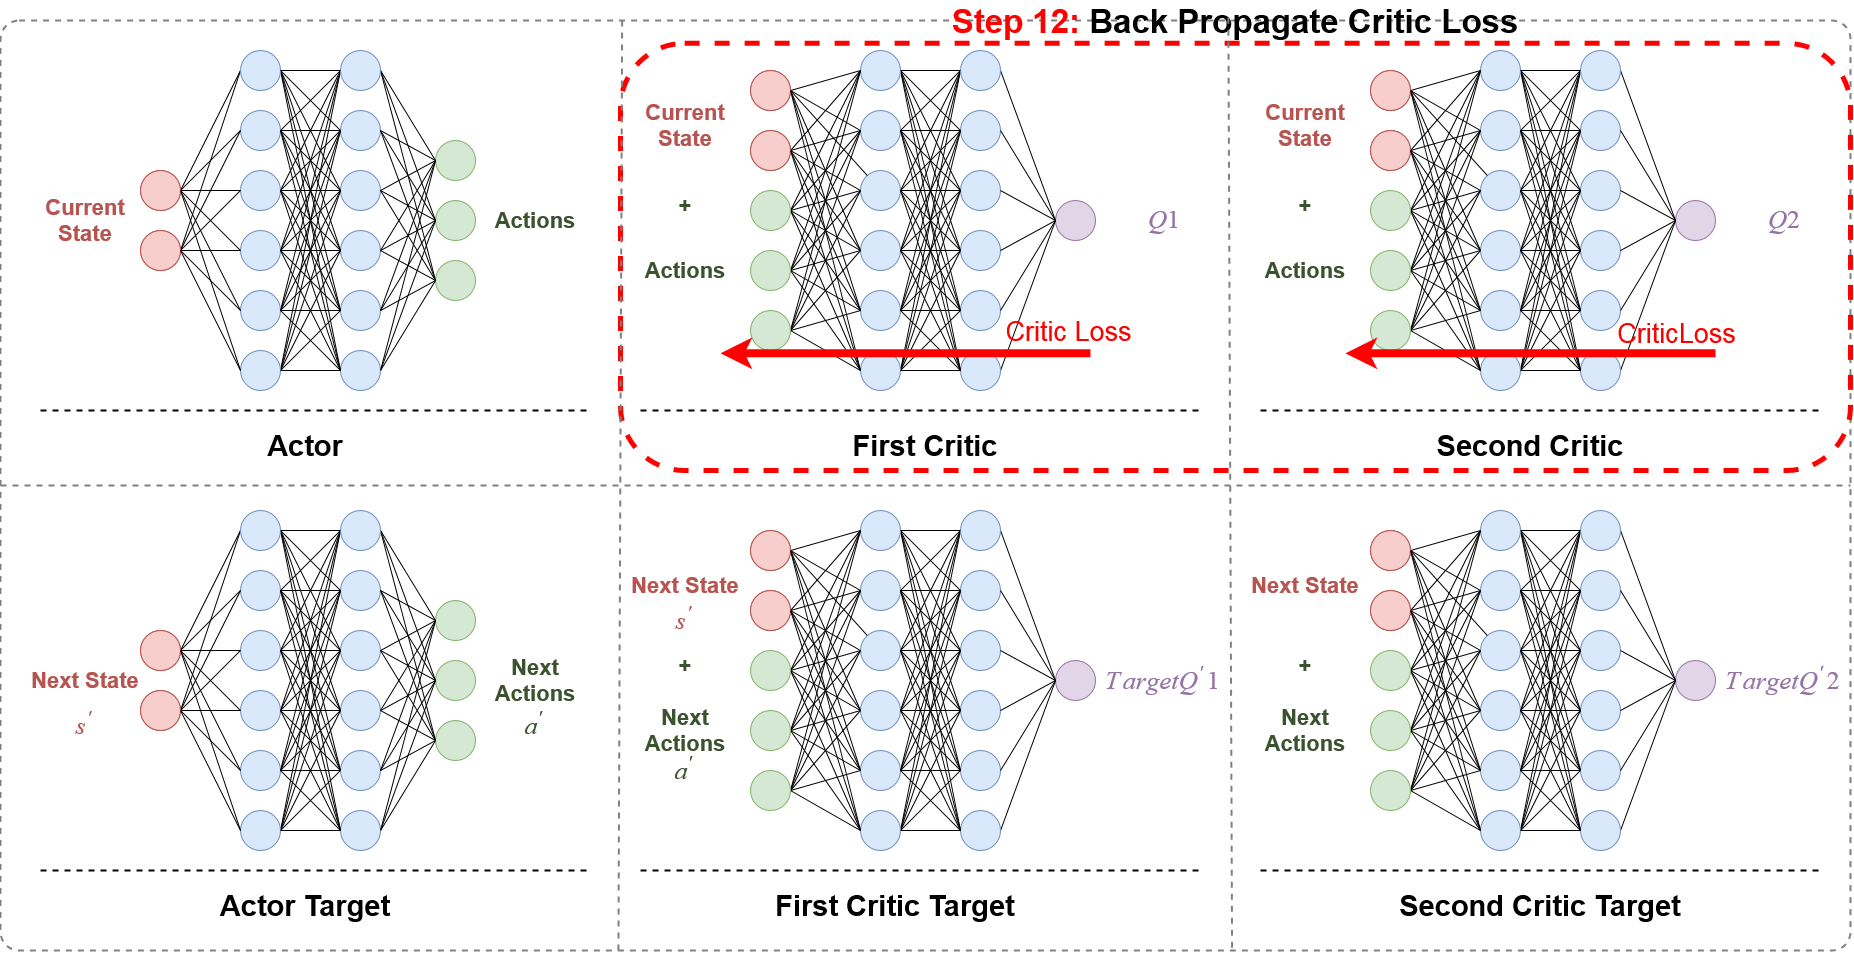 Step 12: Back Propagate Critic Loss
Current
State
Actions
Actor
Current
State
+
Actions
Q1
Critic Loss
First Critic
Current
State
+
Actions
Q2
CriticLoss
Second Critic
Next State
s′
Next
Actions
a′
Actor Target
Next State
s′
+
Next
Actions
a′
TargetQ′1
First Critic Target
Next State
+
Next
Actions
TargetQ′2
Second Critic Target